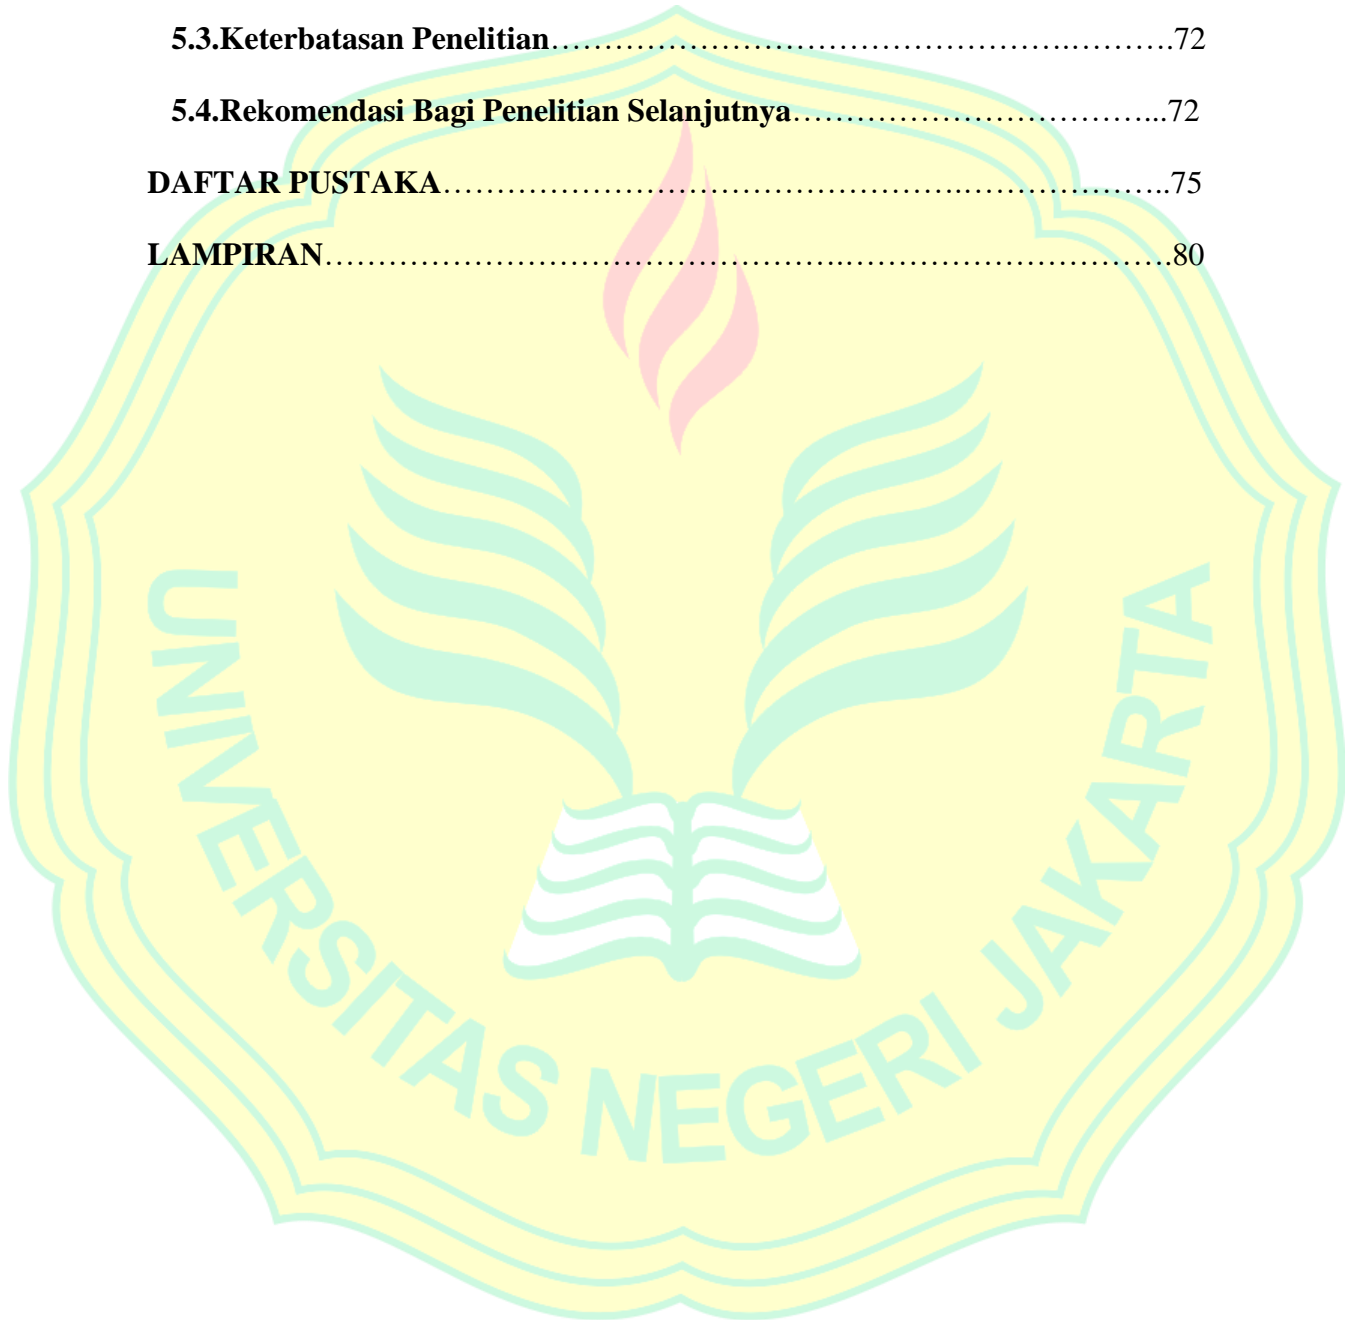 5.3.Keterbatasan Penelitian………………………………………….……….72
5.4.Rekomendasi Bagi Penelitian Selanjutnya……………………………...72
DAFTAR PUSTAKA………………………………………….………………..75
LAMPIRAN………………………………………….………………………….80
UNIVERSITAS NEGERI JAKARTA